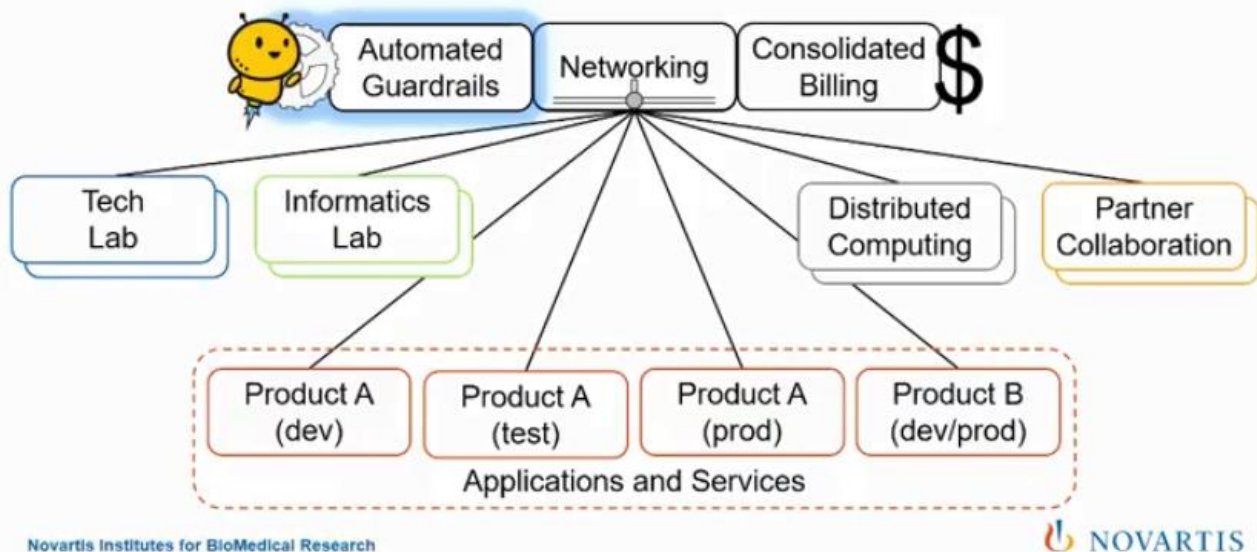 Automated
Guardrails
Networking
Consolidated
Billing
$
Tech
Lab
Informatics
Lab
Distributed
Computing
Partner
Collaboration
Product A
(dev)
Product A
(test)
Product A
(prod)
Product B
(dev/prod)
Applications and Services
Novartis Institutes for BioMedical Research
NOVARTIS